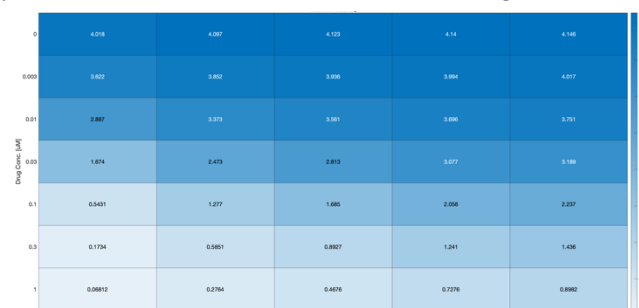 0 4.018 4.097 4.123 4.14 4.146
0.003 3.622 3.852 3.936 3.994 4.017
0.01 2.887 3.373 3.561 3.696 3.751
0.03 1.674 2.473 2.813 3.077 3.188
0.1 0.5431 1.277 1.685 2.058 2.237
0.3 0.1734 0.5851 0.8927 1.241 1.436
1 0.06812 0.2764 0.4676 0.7276 0.8982
Drug Conc. [uM]